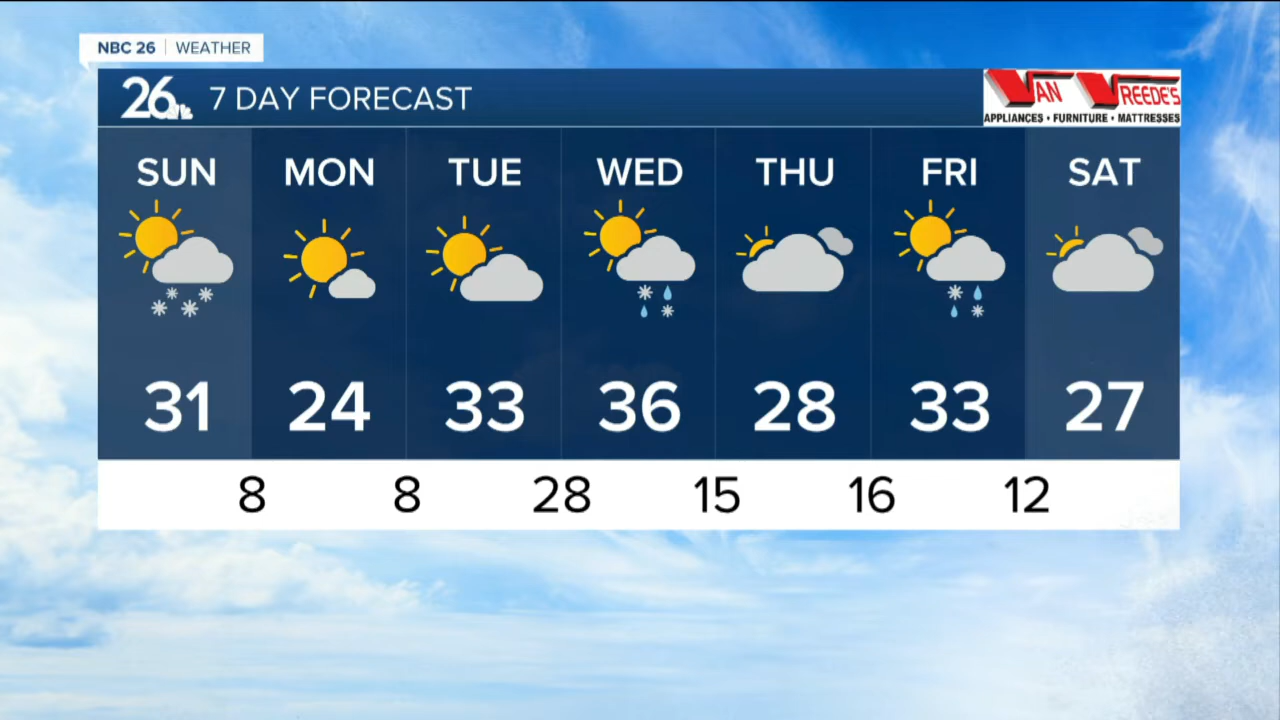 NBC 26 | WEATHER
26 7 DAY FORECAST
VAN VREEDE'S
APPLIANCES • FURNITURE • MATTRESSES
SUN MON TUE WED THU FRI SAT
31 24 33 36 28 33 27
8 8 28 15 16 12